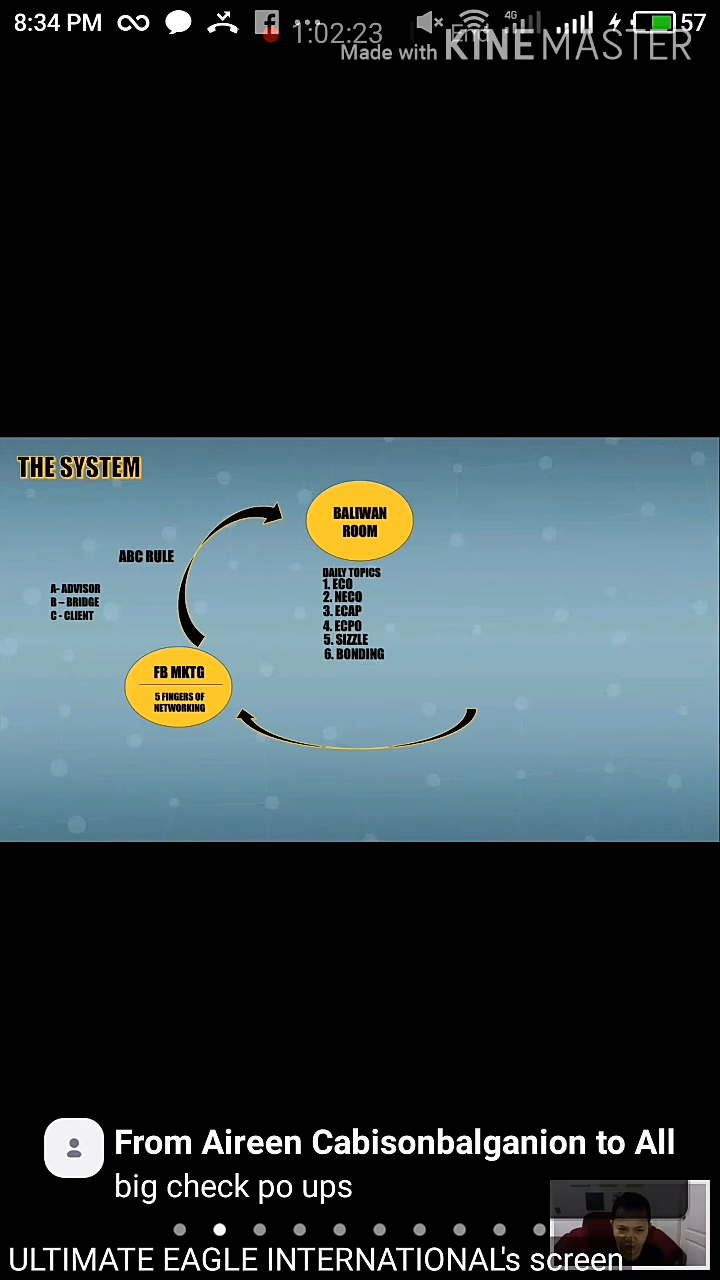 8:34 PM
4G
57
1:02:23
End
Made with KINEMASTER
THE SYSTEM
BALIWAN
ROOM
ABC RULE
DAILY TOPICS
1. ECO
2. NECO
3. ECAP
4. ECPO
5. SIZZLE
6. BONDING
A- ADVISOR
B – BRIDGE
C - CLIENT
FB MKTG
5 FINGERS OF
NETWORKING
From Aireen Cabisonbalganion to All
big check po ups
ULTIMATE EAGLE INTERNATIONAL's screen